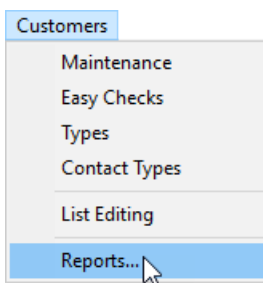 Customers
Maintenance
Easy Checks
Types
Contact Types
List Editing
Reports...